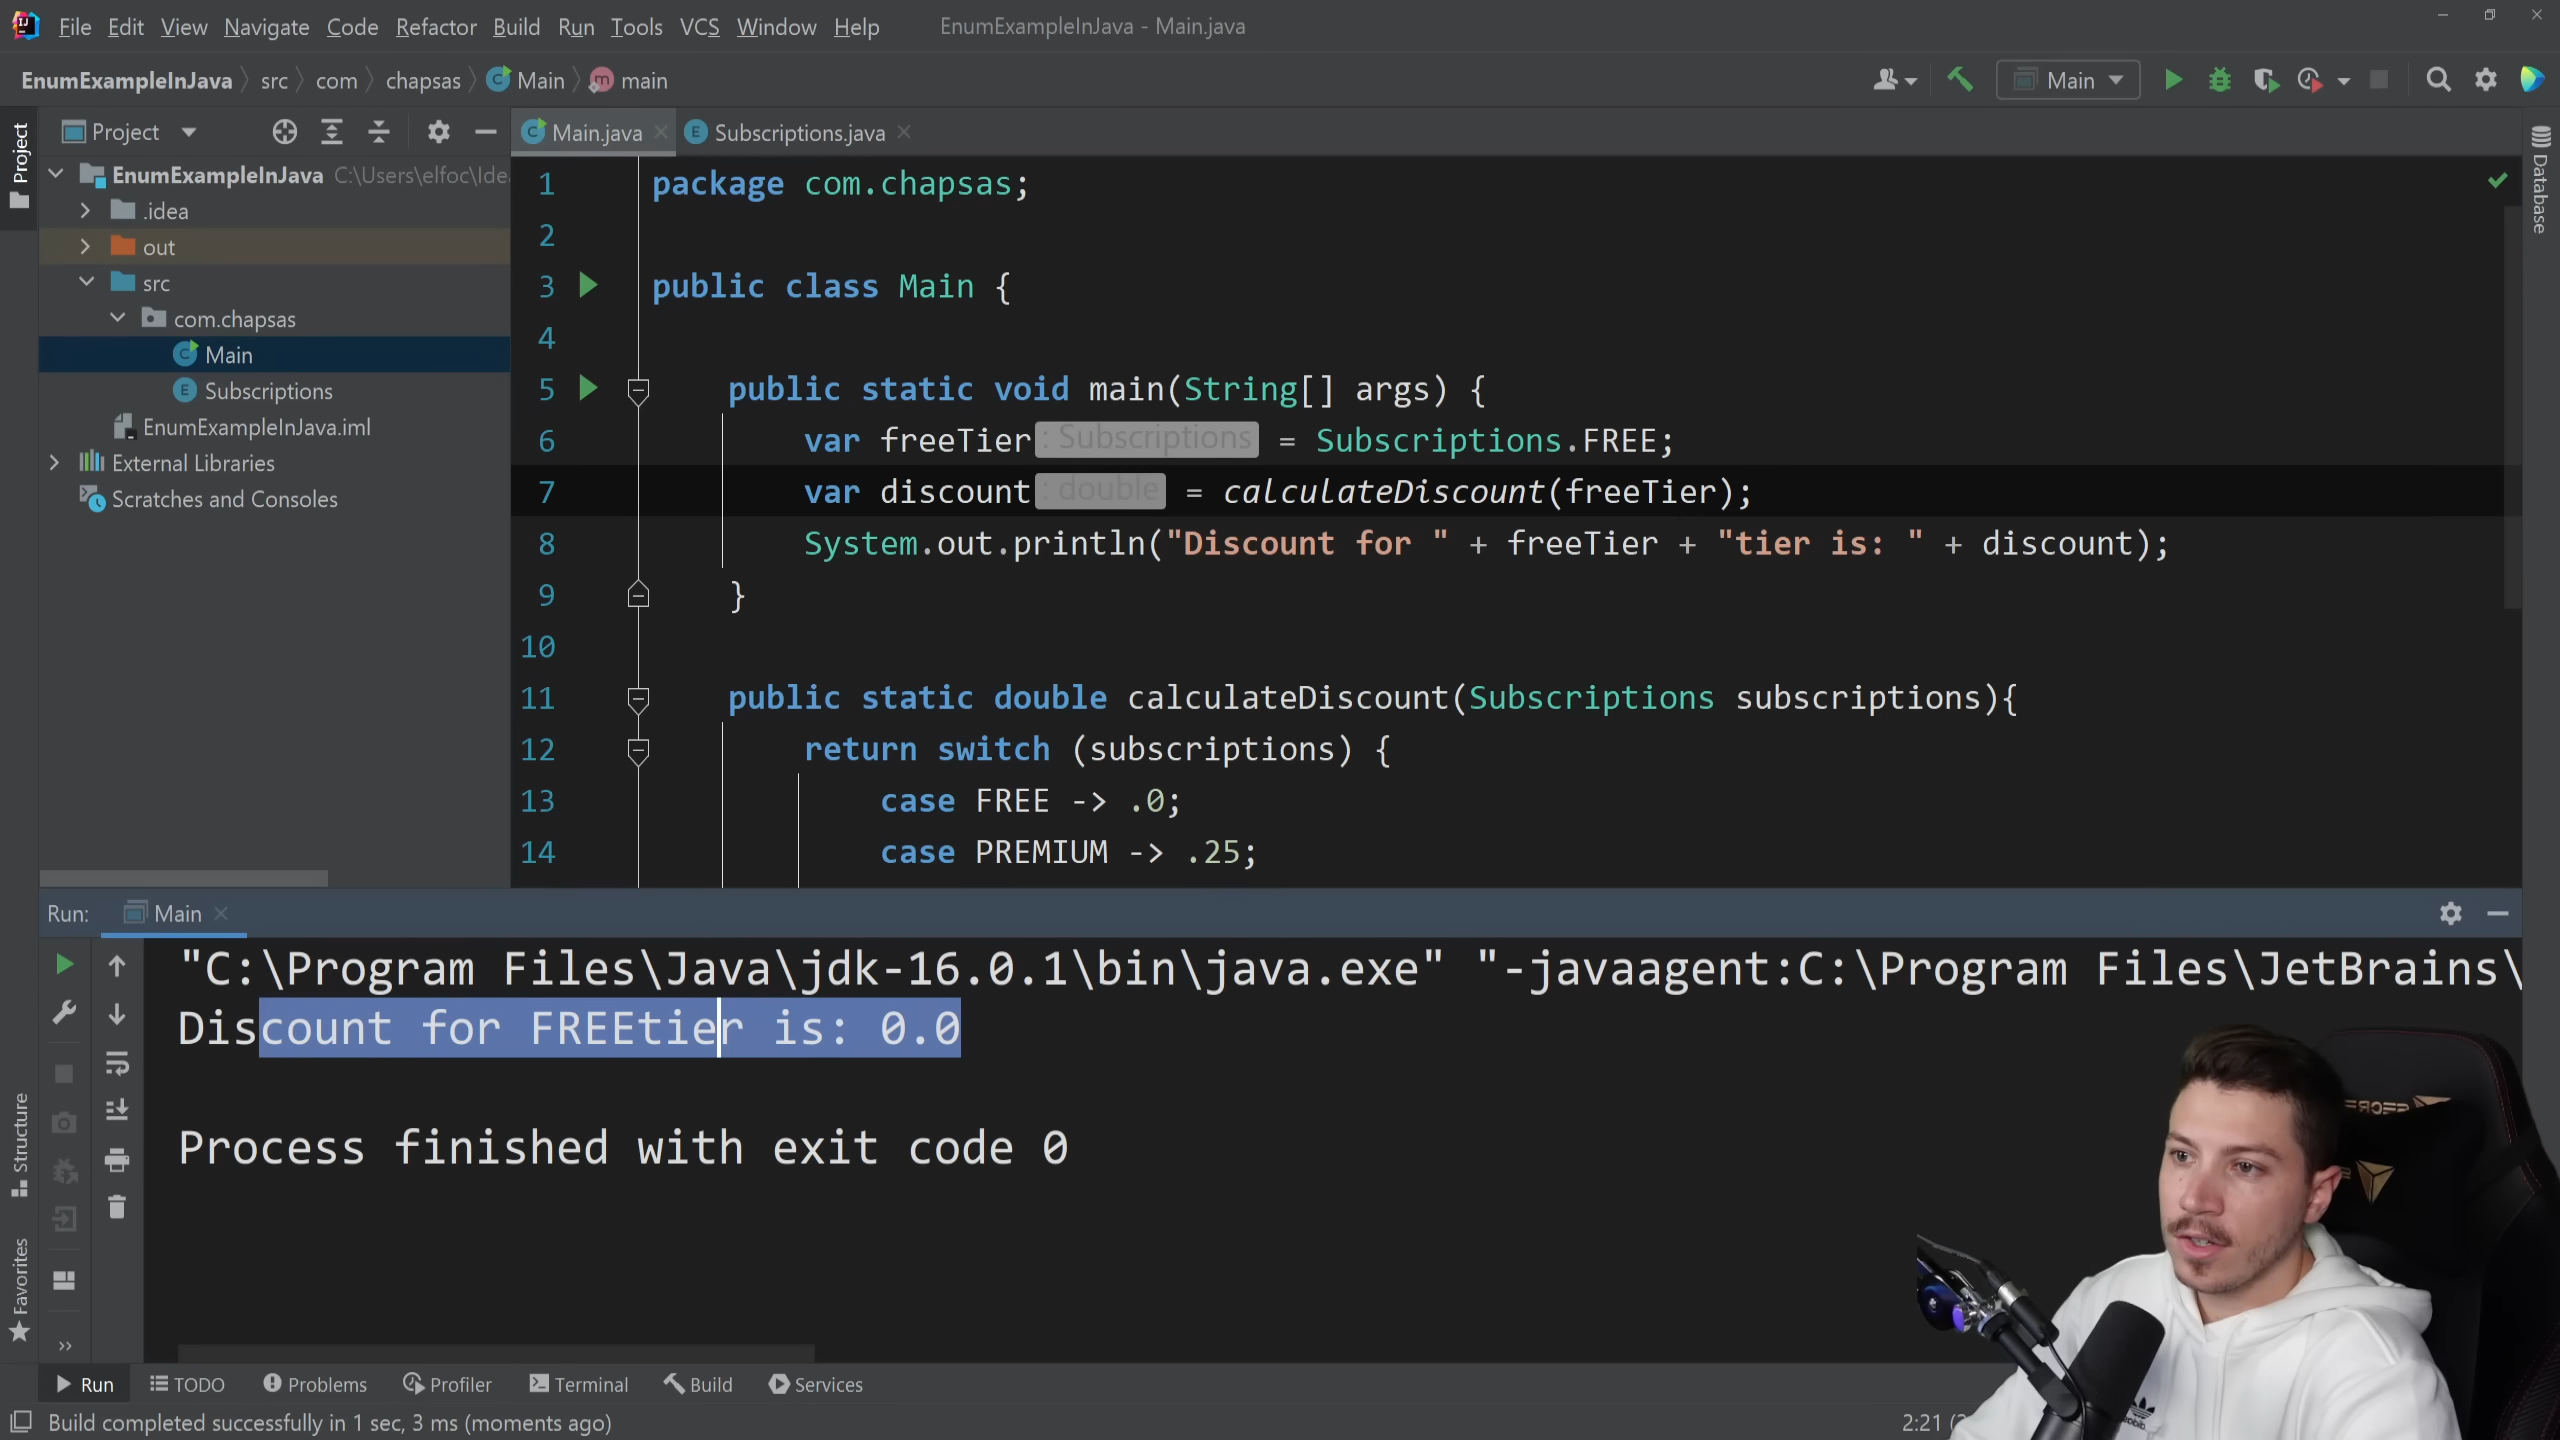 File Edit View Navigate Code Refactor Build Run Tools VCS Window Help EnumExampleInJava - Main.java
EnumExampleInJava src com chapsas Main main
Main
Project
Project
Main.java
Subscriptions.java
Database
EnumExampleInJava C:\Users\elfoc\Ide
.idea
out
src
com.chapsas
Main
Subscriptions
EnumExampleInJava.iml
External Libraries
Scratches and Consoles
1 package com.chapsas;
2
3 public class Main {
4
5 public static void main(String[] args) {
6 var freeTier : Subscriptions = Subscriptions.FREE;
7 var discount : double = calculateDiscount(freeTier);
8 System.out.println("Discount for " + freeTier + "tier is: " + discount);
9 }
10
11 public static double calculateDiscount(Subscriptions subscriptions){
12 return switch (subscriptions) {
13 case FREE -> .0;
14 case PREMIUM -> .25;
Run: Main
"C:\Program Files\Java\jdk-16.0.1\bin\java.exe" "-javaagent:C:\Program Files\JetBrains\
Discount for FREEtier is: 0.0
Process finished with exit code 0
Structure
Favorites
Run TODO Problems Profiler Terminal Build Services
Build completed successfully in 1 sec, 3 ms (moments ago)
2:21